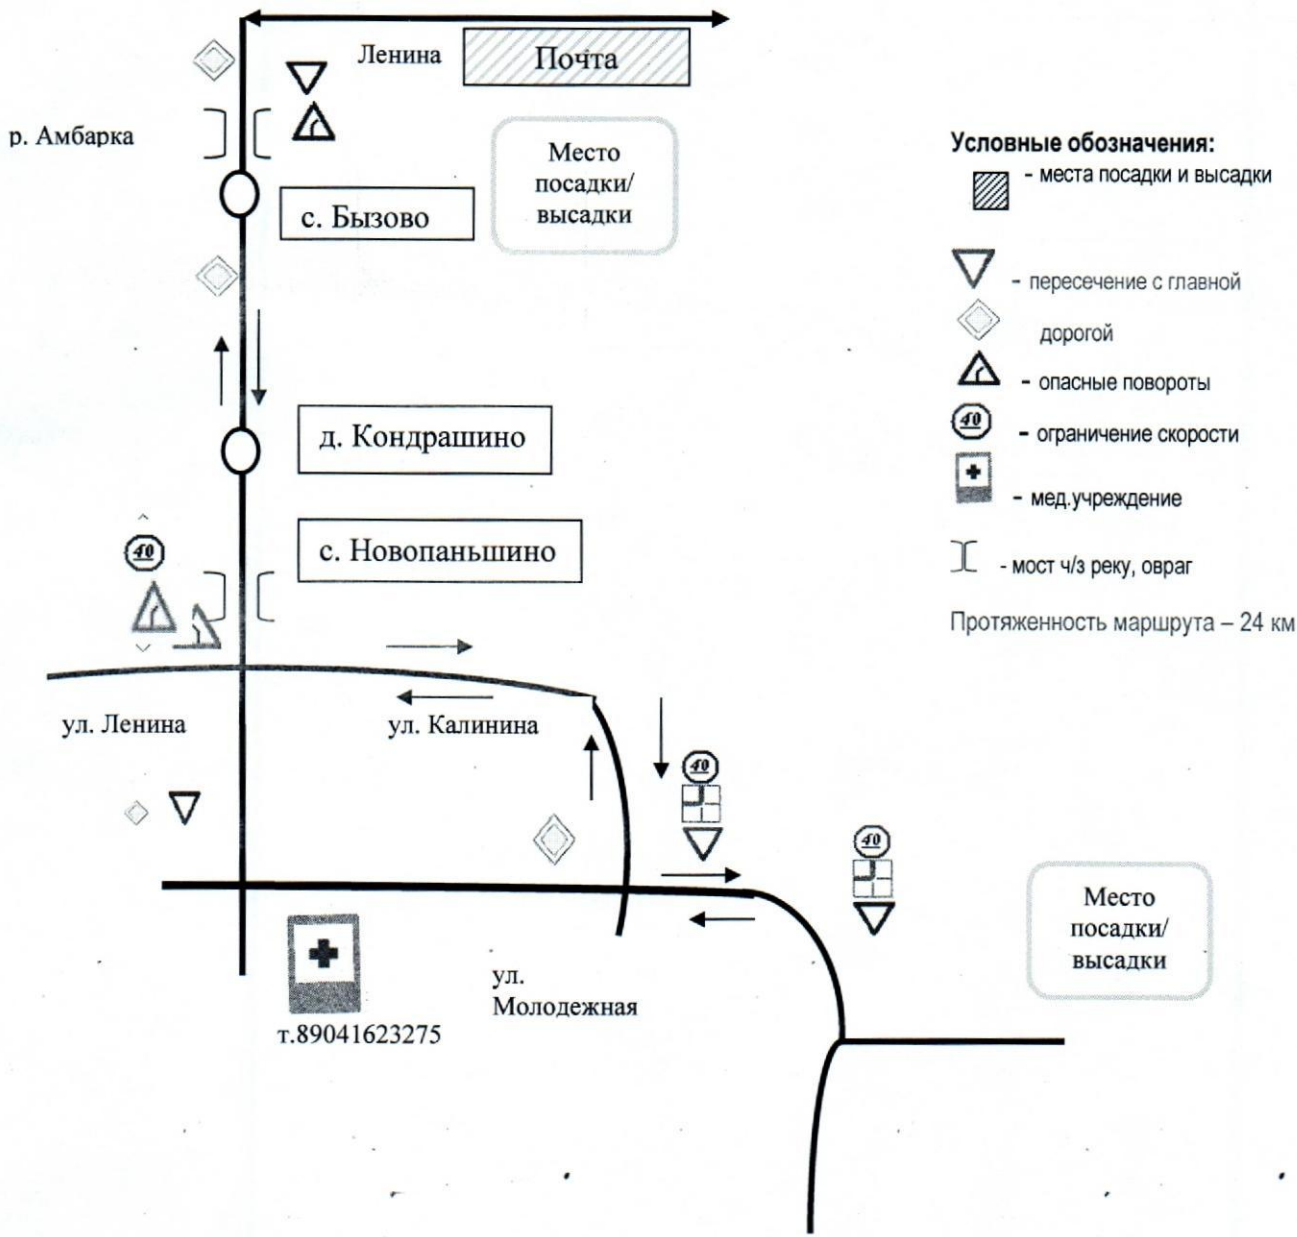 Ленина
Почта
р. Амбарка
Место
посадки/
высадки
с. Бызово
Условные обозначения:
- места посадки и высадки
- пересечение с главной
дорогой
- опасные повороты
40
- ограничение скорости
- мед.учреждение
- мост ч/з реку, овраг
Протяженность маршрута – 24 км
д. Кондрашино
с. Новопаньшино
40
ул. Ленина
ул. Калинина
40
40
Место
посадки/
высадки
ул.
Молодежная
т.89041623275